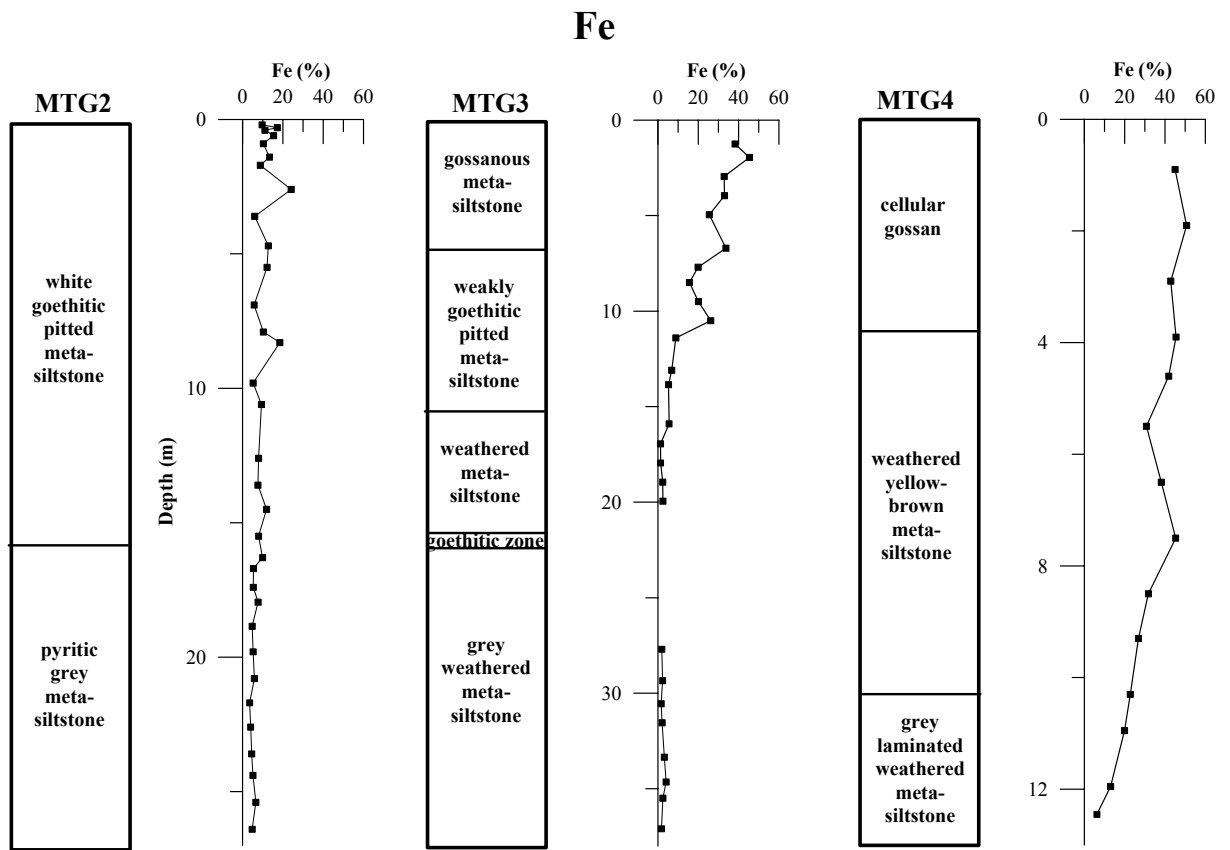 Fe
MTG2
white
goethitic
pitted
meta-
siltstone
pyritic
grey
meta-
siltstone
Fe (%)
0 20 40 60
0
10
20
Depth (m)
MTG3
gossanous
meta-
siltstone
weakly
goethitic
pitted
meta-
siltstone
weathered
meta-
siltstone
goethitic zone
grey
weathered
meta-
siltstone
Fe (%)
0 20 40 60
0
10
20
30
MTG4
cellular
gossan
weathered
yellow-
brown
meta-
siltstone
grey
laminated
weathered
meta-
siltstone
Fe (%)
0 20 40 60
0
4
8
12